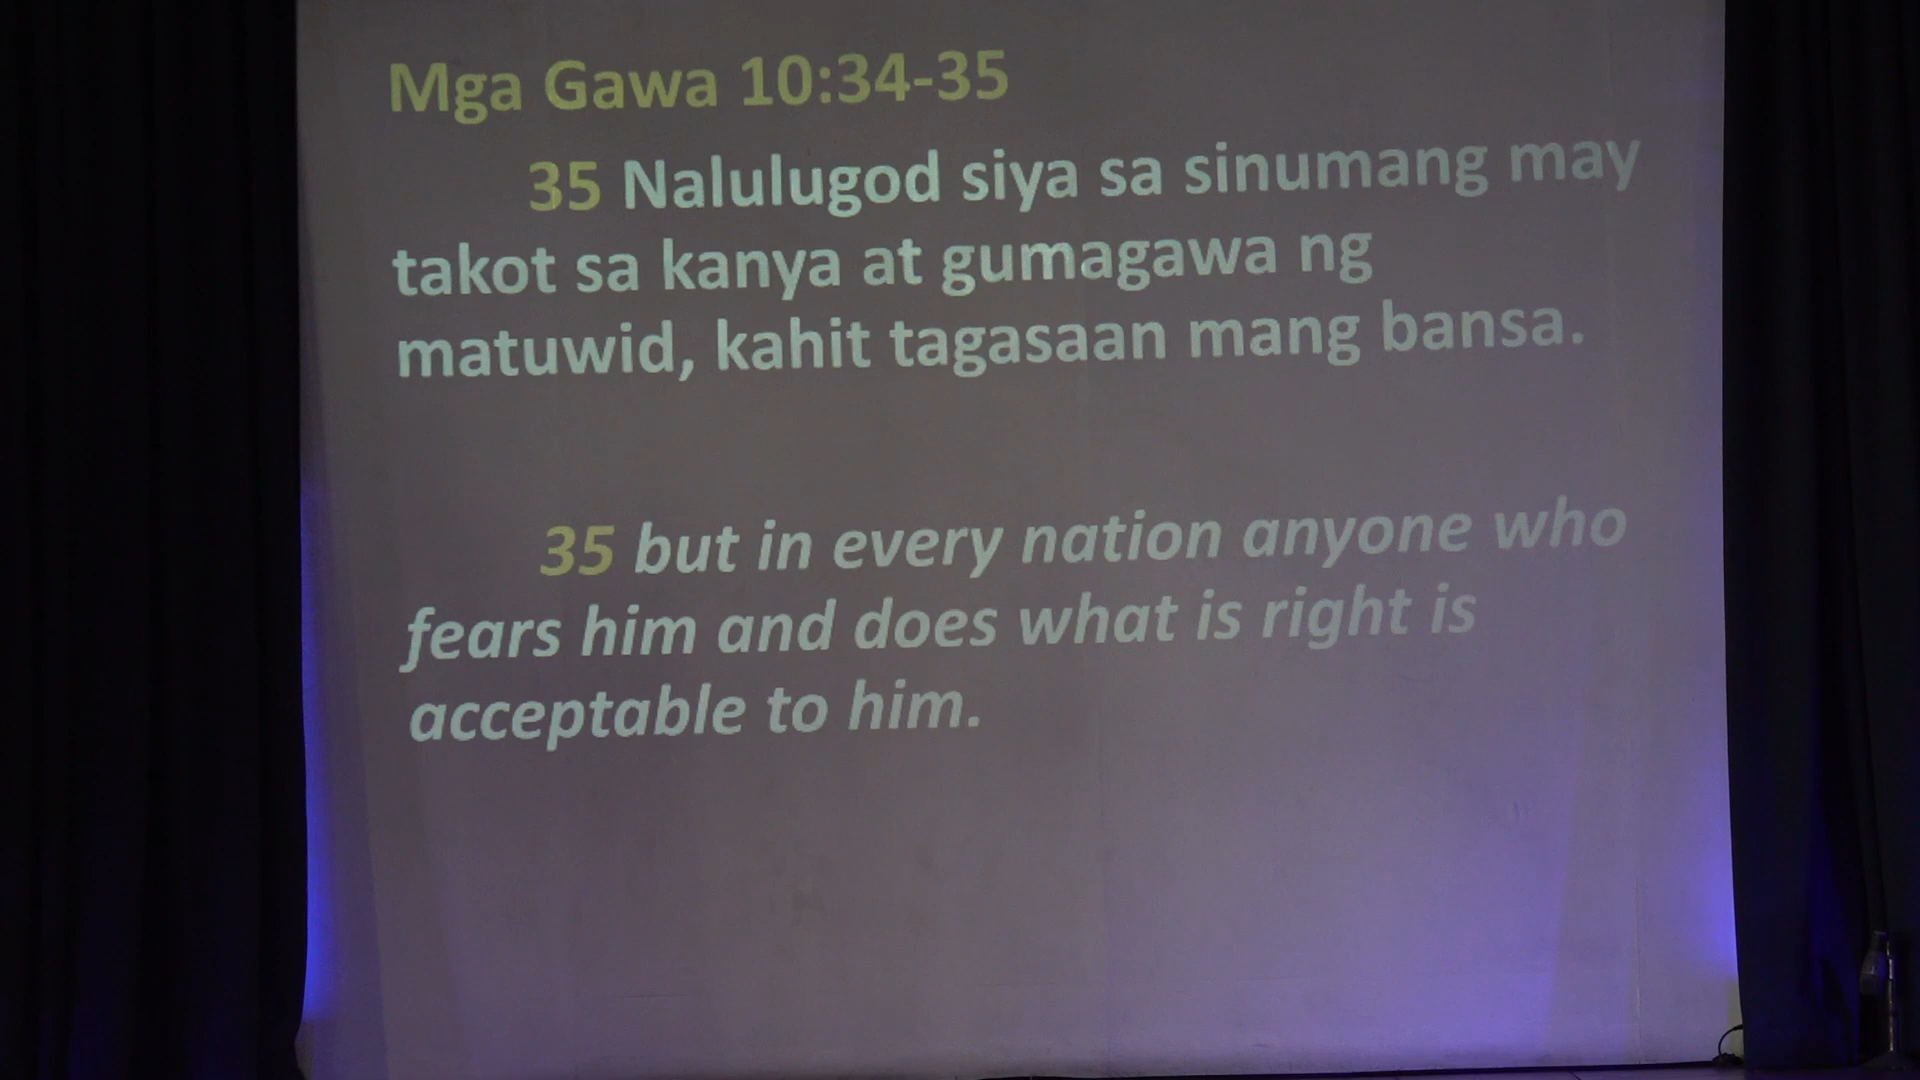 Mga Gawa 10:34-35
35 Nalulugod siya sa sinumang may
takot sa kanya at gumagawa ng
matuwid, kahit tagasaan mang bansa.
35 but in every nation anyone who
fears him and does what is right is
acceptable to him.